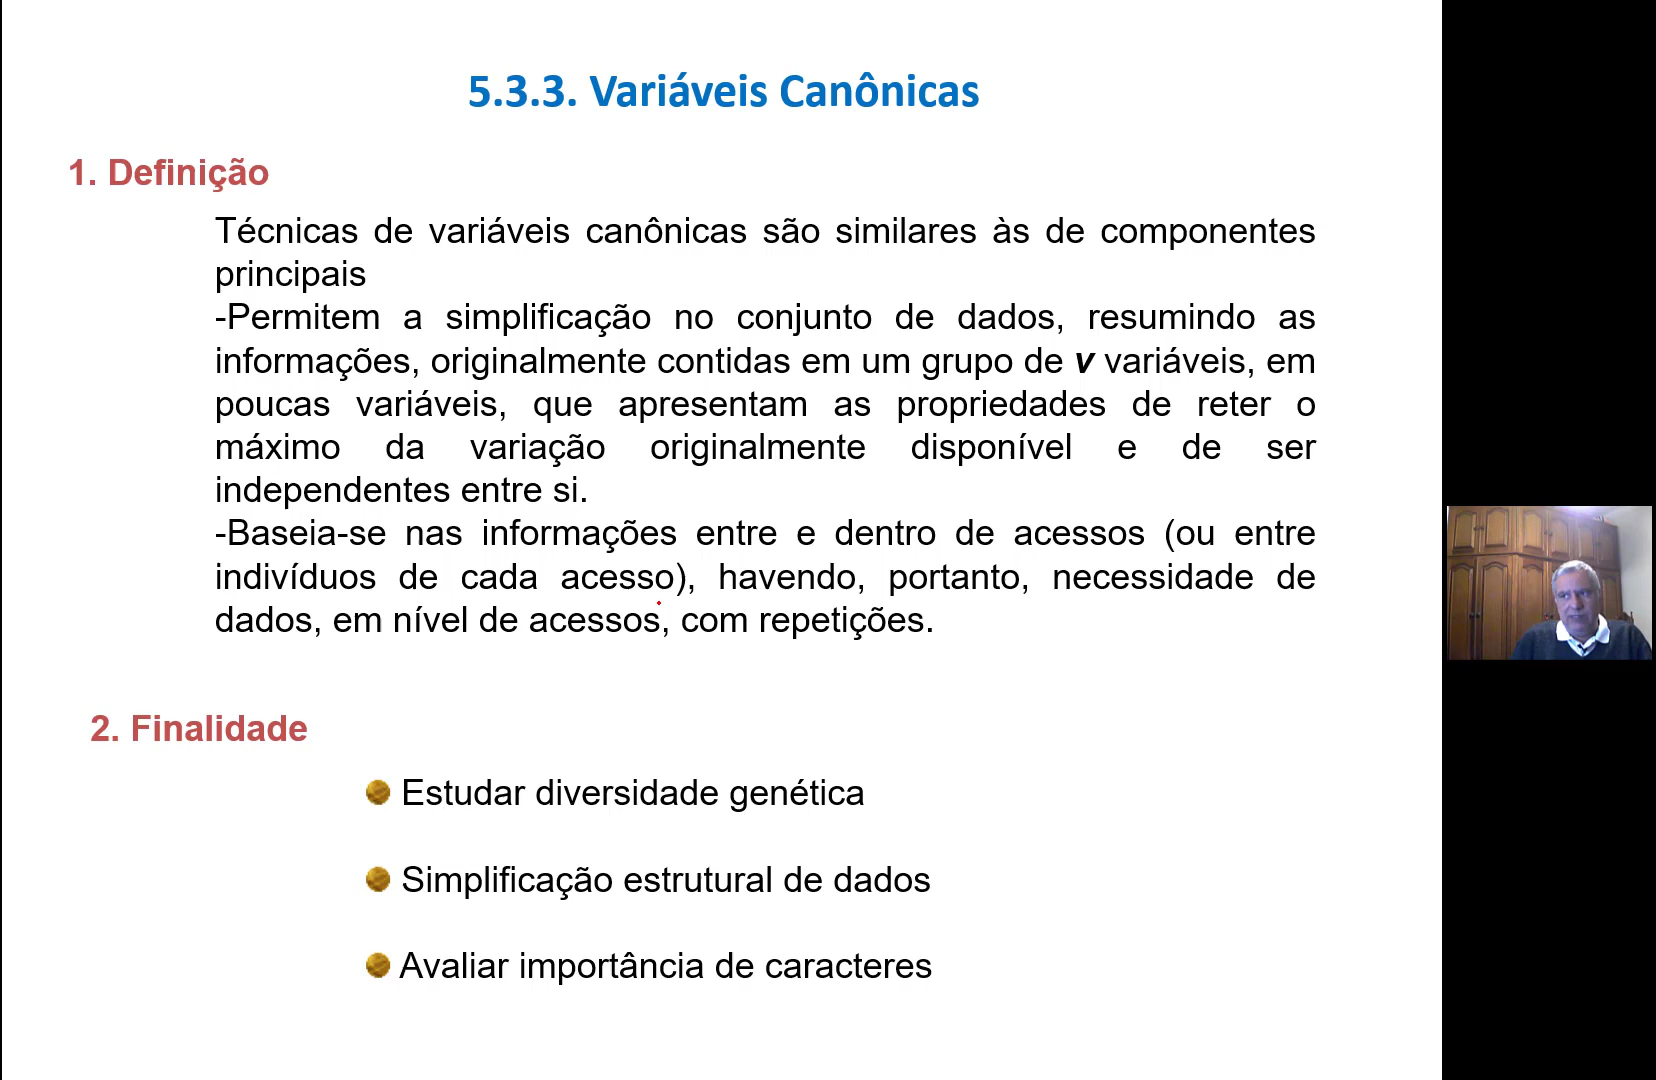 5.3.3. Variáveis Canônicas
1. Definição
Técnicas de variáveis canônicas são similares às de componentes
principais
-Permitem a simplificação no conjunto de dados, resumindo as
informações, originalmente contidas em um grupo de v variáveis, em
poucas variáveis, que apresentam as propriedades de reter o
máximo da variação originalmente disponível e de ser
independentes entre si.
-Baseia-se nas informações entre e dentro de acessos (ou entre
indivíduos de cada acesso), havendo, portanto, necessidade de
dados, em nível de acessos, com repetições.
2. Finalidade
Estudar diversidade genética
Simplificação estrutural de dados
Avaliar importância de caracteres